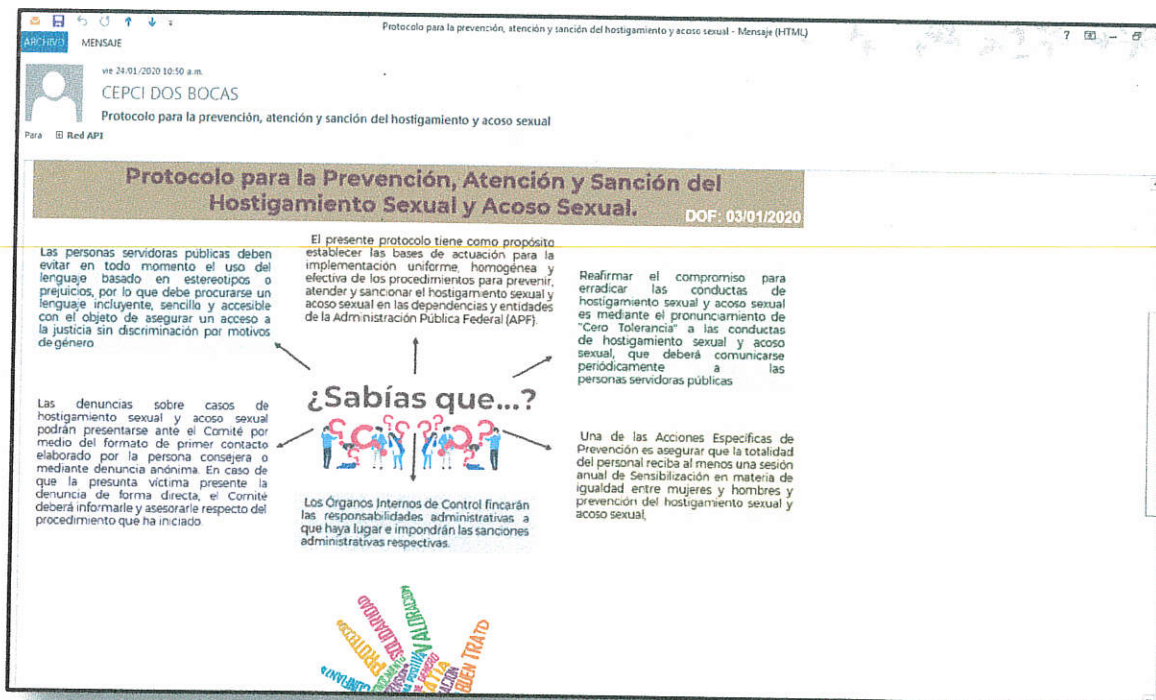 Protocolo para la prevención, atención y sanción del hostigamiento y acoso sexual - Mensaje (HTML)
ARCHIVO MENSAJE
vie 24/01/2020 10:50 a.m.
CEPCI DOS BOCAS
Protocolo para la prevención, atención y sanción del hostigamiento y acoso sexual
Para Red API
Protocolo para la Prevención, Atención y Sanción del
Hostigamiento Sexual y Acoso Sexual.
DOF: 03/01/2020
Las personas servidoras públicas deben
evitar en todo momento el uso del
lenguaje basado en estereotipos o
prejuicios, por lo que debe procurarse un
lenguaje incluyente, sencillo y accesible
con el objeto de asegurar un acceso a
la justicia sin discriminación por motivos
de género
El presente protocolo tiene como propósito
establecer las bases de actuación para la
implementación uniforme, homogénea y
efectiva de los procedimientos para prevenir,
atender y sancionar el hostigamiento sexual y
acoso sexual en las dependencias y entidades
de la Administración Pública Federal (APF).
Reafirmar el compromiso para
erradicar las conductas de
hostigamiento sexual y acoso sexual
es mediante el pronunciamiento de
"Cero Tolerancia" a las conductas
de hostigamiento sexual y acoso
sexual, que deberá comunicarse
periódicamente a las
personas servidoras públicas
¿Sabías que...?
Las denuncias sobre casos de
hostigamiento sexual y acoso sexual
podrán presentarse ante el Comité por
medio del formato de primer contacto
elaborado por la persona consejera o
mediante denuncia anónima. En caso de
que la presunta víctima presente la
denuncia de forma directa, el Comité
deberá informarle y asesorarle respecto del
procedimiento que ha iniciado.
Los Órganos Internos de Control fincarán
las responsabilidades administrativas a
que haya lugar e impondrán las sanciones
administrativas respectivas.
Una de las Acciones Específicas de
Prevención es asegurar que la totalidad
del personal reciba al menos una sesión
anual de Sensibilización en materia de
igualdad entre mujeres y hombres y
prevención del hostigamiento sexual y
acoso sexual,
PROTECCIÓN
SOLIDARIDAD
VALORACIÓN
BUEN TRATO